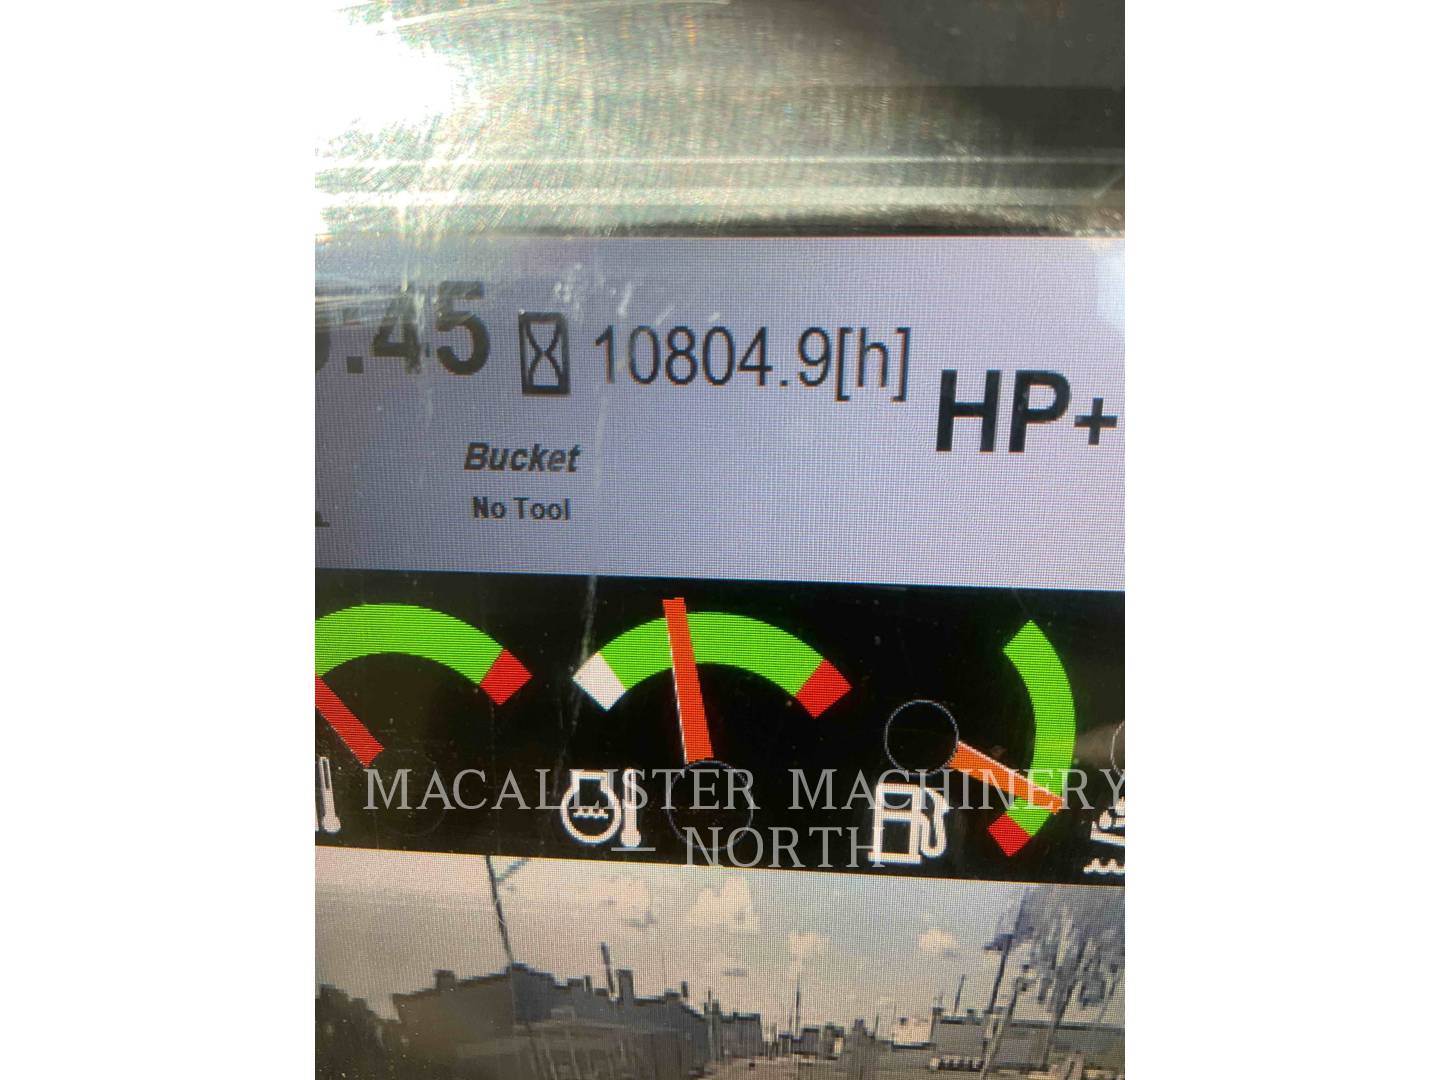 .45 10804.9[h]
HP+
Bucket
No Tool
MACALLISTER MACHINERY
— NORTH